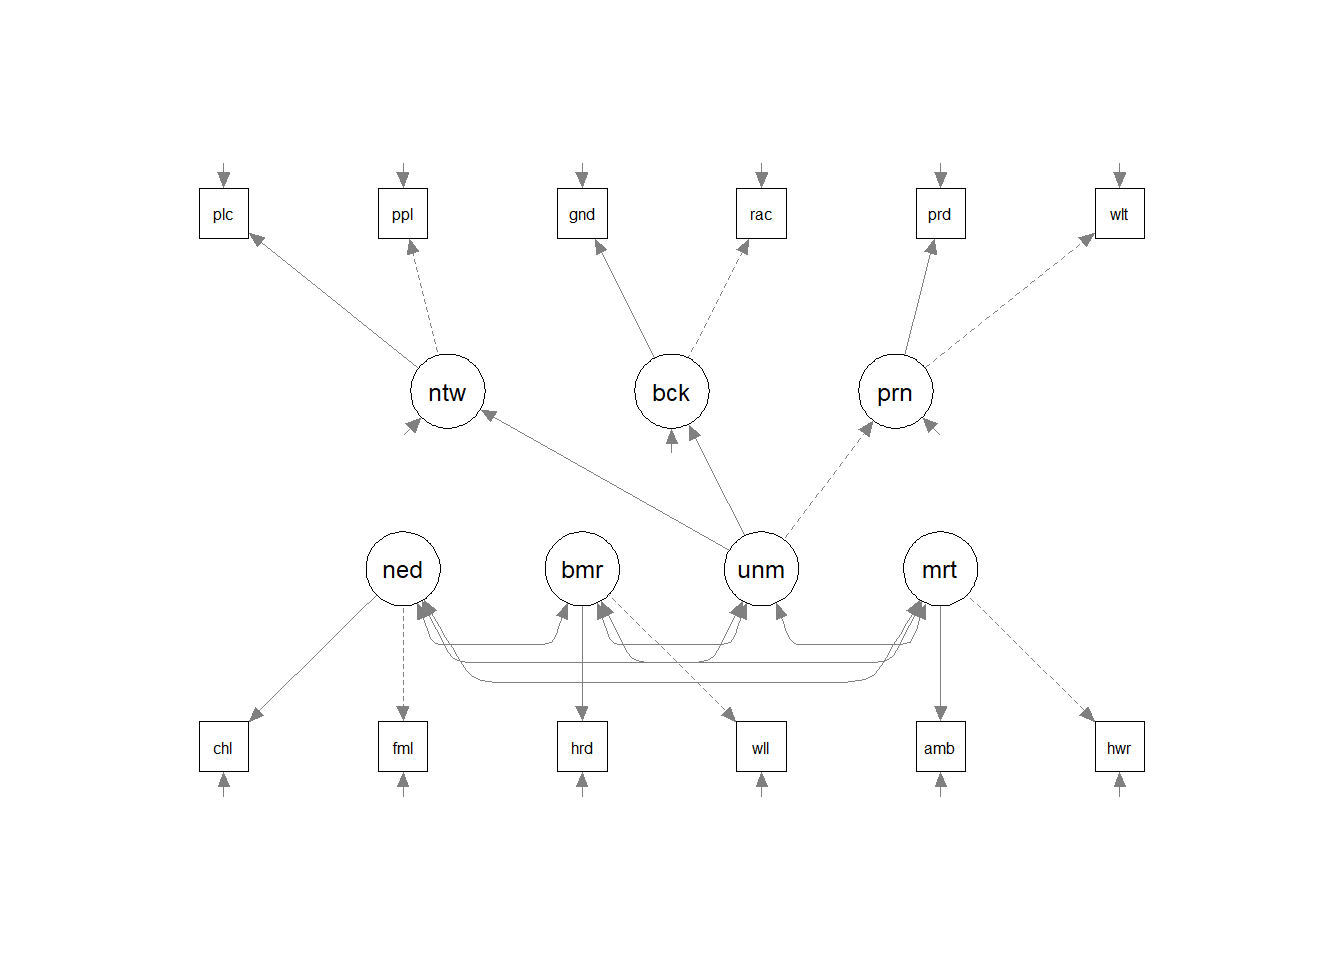 plc ppl gnd rac prd wlt
ntw bck prn
ned bmr unm mrt
chl fml hrd wll amb hwr